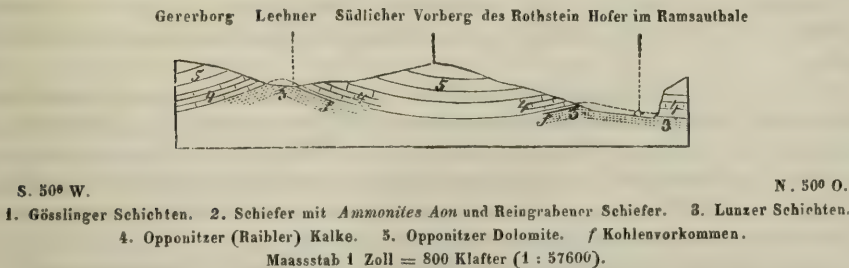 Gererborg Lechner Südlicher Vorberg des Rothstein Hofer im Ramsauthale
5 5
4 4 4 4
3 f f 3 3
S. 50° W. N. 50° O.
1. Gösslinger Schichten. 2. Schiefer mit Ammonites Aon und Reingrabener Schiefer. 3. Lunzer Schichten.
4. Opponitzer (Raibler) Kalke. 5. Opponitzer Dolomite. f Kohlenvorkommen.
Maassstab 1 Zoll = 800 Klafter (1 : 57600).